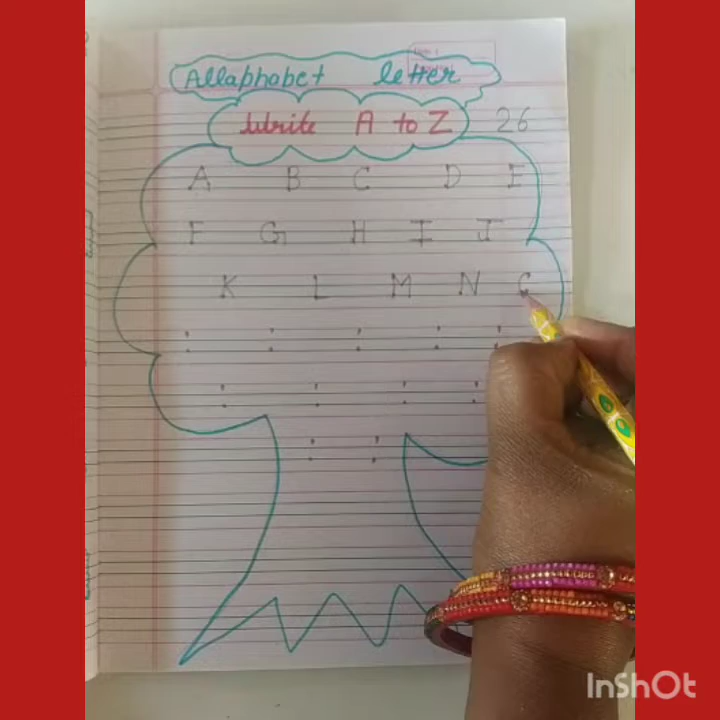 Allaphobet letter
Write A to Z 26
A B C D E
F G H I J
K L M N C
InShOt